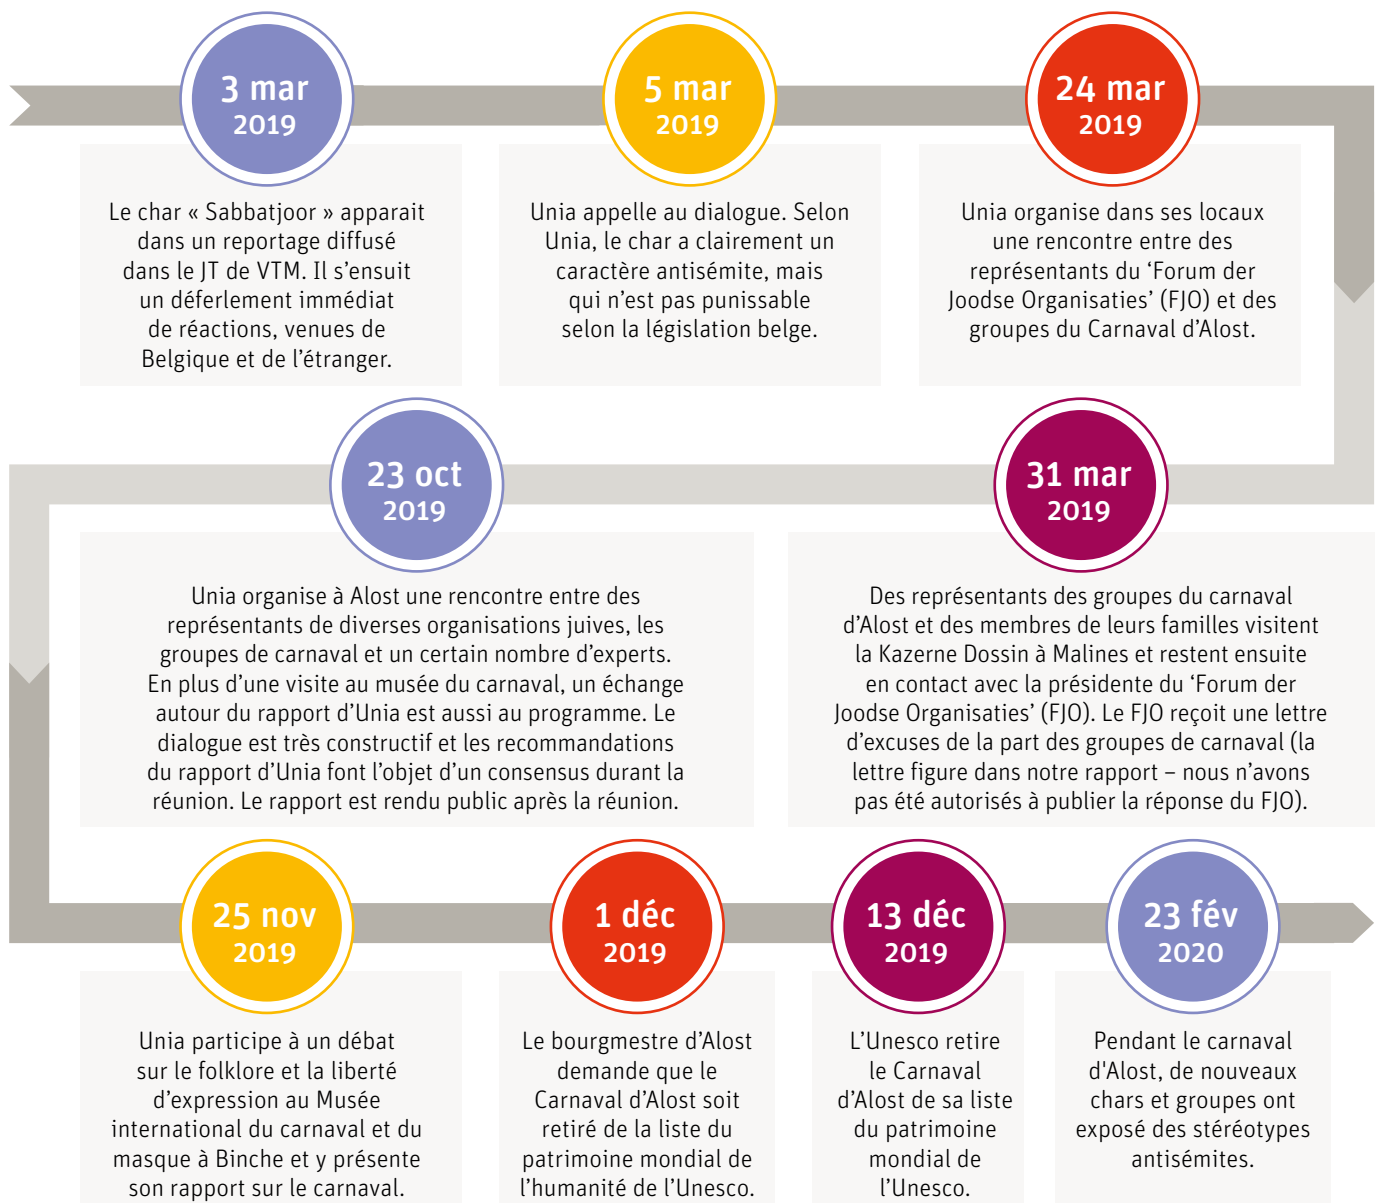 3 mar
2019
Le char « Sabbatjoor » apparait
dans un reportage diffusé
dans le JT de VTM. Il s’ensuit
un déferlement immédiat
de réactions, venues de
Belgique et de l’étranger.
5 mar
2019
Unia appelle au dialogue. Selon
Unia, le char a clairement un
caractère antisémite, mais
qui n’est pas punissable
selon la législation belge.
24 mar
2019
Unia organise dans ses locaux
une rencontre entre des
représentants du ‘Forum der
Joodse Organisaties’ (FJO) et des
groupes du Carnaval d’Alost.
31 mar
2019
Des représentants des groupes du carnaval
d’Alost et des membres de leurs familles visitent
la Kazerne Dossin à Malines et restent ensuite
en contact avec la présidente du ‘Forum der
Joodse Organisaties’ (FJO). Le FJO reçoit une lettre
d’excuses de la part des groupes de carnaval (la
lettre figure dans notre rapport – nous n’avons
pas été autorisés à publier la réponse du FJO).
23 oct
2019
Unia organise à Alost une rencontre entre des
représentants de diverses organisations juives, les
groupes de carnaval et un certain nombre d’experts.
En plus d’une visite au musée du carnaval, un échange
autour du rapport d’Unia est aussi au programme. Le
dialogue est très constructif et les recommandations
du rapport d’Unia font l’objet d’un consensus durant la
réunion. Le rapport est rendu public après la réunion.
25 nov
2019
Unia participe à un débat
sur le folklore et la liberté
d’expression au Musée
international du carnaval et du
masque à Binche et y présente
son rapport sur le carnaval.
1 déc
2019
Le bourgmestre d’Alost
demande que le
Carnaval d’Alost soit
retiré de la liste du
patrimoine mondial de
l’humanité de l’Unesco.
13 déc
2019
L’Unesco retire
le Carnaval
d’Alost de sa liste
du patrimoine
mondial de
l’Unesco.
23 fév
2020
Pendant le carnaval
d'Alost, de nouveaux
chars et groupes ont
exposé des stéréotypes
antisémites.